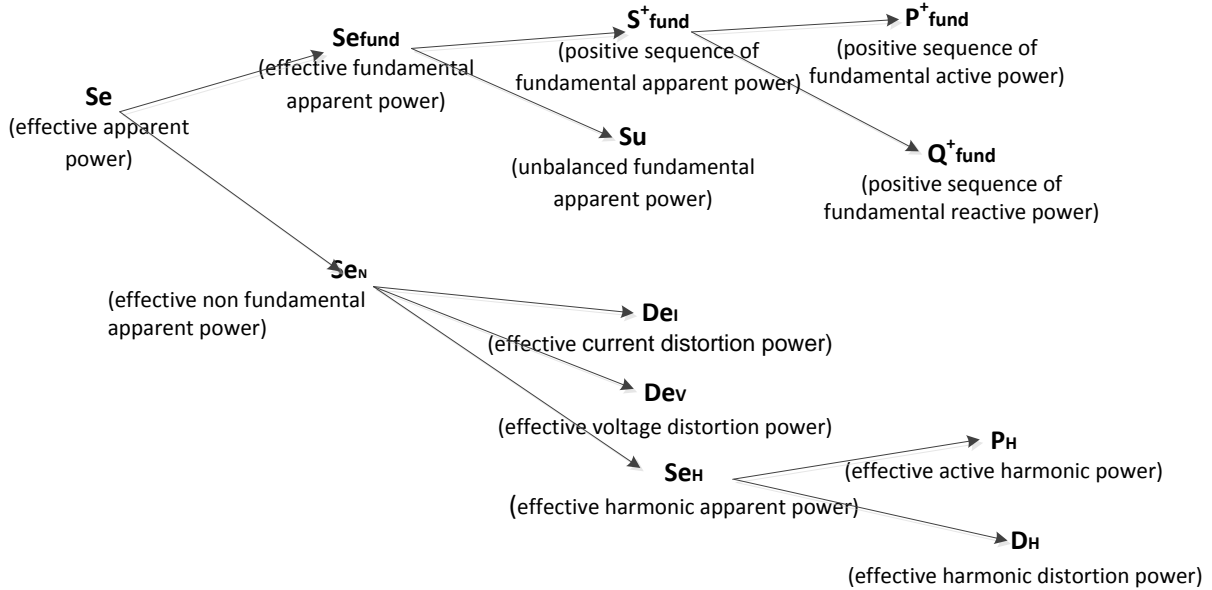 Se
(effective apparent
power)
Sefund
(effective fundamental
apparent power)
S+fund
(positive sequence of
fundamental apparent power)
P+fund
(positive sequence of
fundamental active power)
Q+fund
(positive sequence of
fundamental reactive power)
Su
(unbalanced fundamental
apparent power)
SeN
(effective non fundamental
apparent power)
DeI
(effective current distortion power)
DeV
(effective voltage distortion power)
SeH
(effective harmonic apparent power)
PH
(effective active harmonic power)
DH
(effective harmonic distortion power)